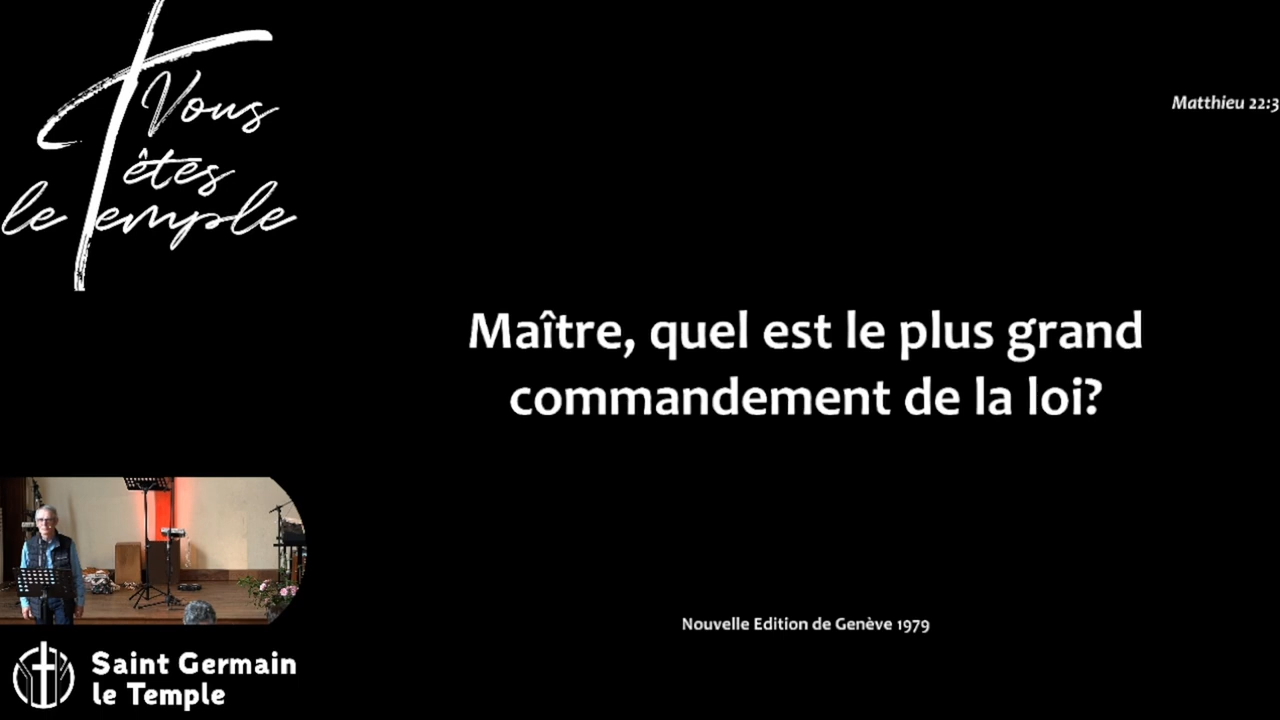 Vous
êtes
le Temple
Matthieu 22:3
Maître, quel est le plus grand
commandement de la loi?
Nouvelle Edition de Genève 1979
Saint Germain
le Temple